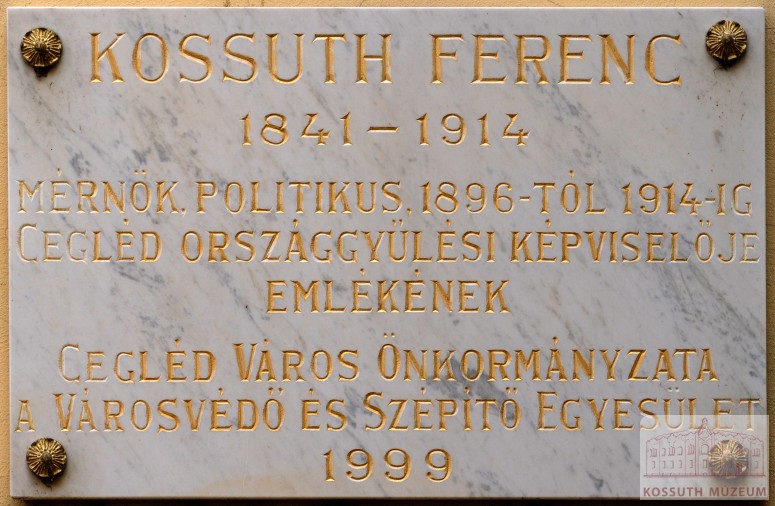 KOSSUTH FERENC
1841 – 1914
MÉRNÖK, POLITIKUS, 1896-TÓL 1914-IG
CEGLÉD ORSZÁGGYŰLÉSI KÉPVISELŐJE
EMLÉKÉNEK
CEGLÉD VÁROS ÖNKORMÁNYZATA
A VÁROSVÉDŐ ÉS SZÉPÍTŐ EGYESÜLET
1999
KOSSUTH MÚZEUM